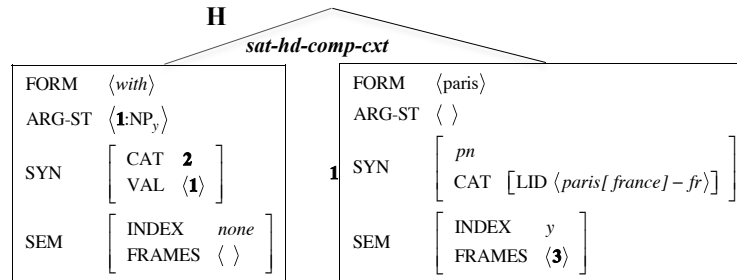 H
sat-hd-comp-cxt
FORM ⟨with⟩
ARG-ST ⟨1:NPy⟩
SYN [ CAT 2
VAL ⟨1⟩ ]
SEM [ INDEX none
FRAMES ⟨ ⟩ ]
1
FORM ⟨paris⟩
ARG-ST ⟨ ⟩
SYN [ pn
CAT [LID ⟨paris[france]−fr⟩] ]
SEM [ INDEX y
FRAMES ⟨3⟩ ]